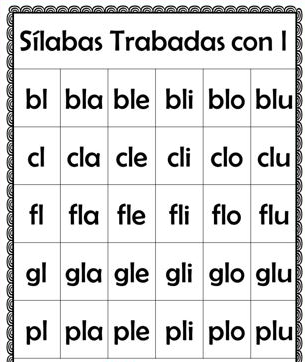 Sílabas Trabadas con l
bl bla ble bli blo blu
cl cla cle cli clo clu
fl fla fle fli flo flu
gl gla gle gli glo glu
pl pla ple pli plo plu